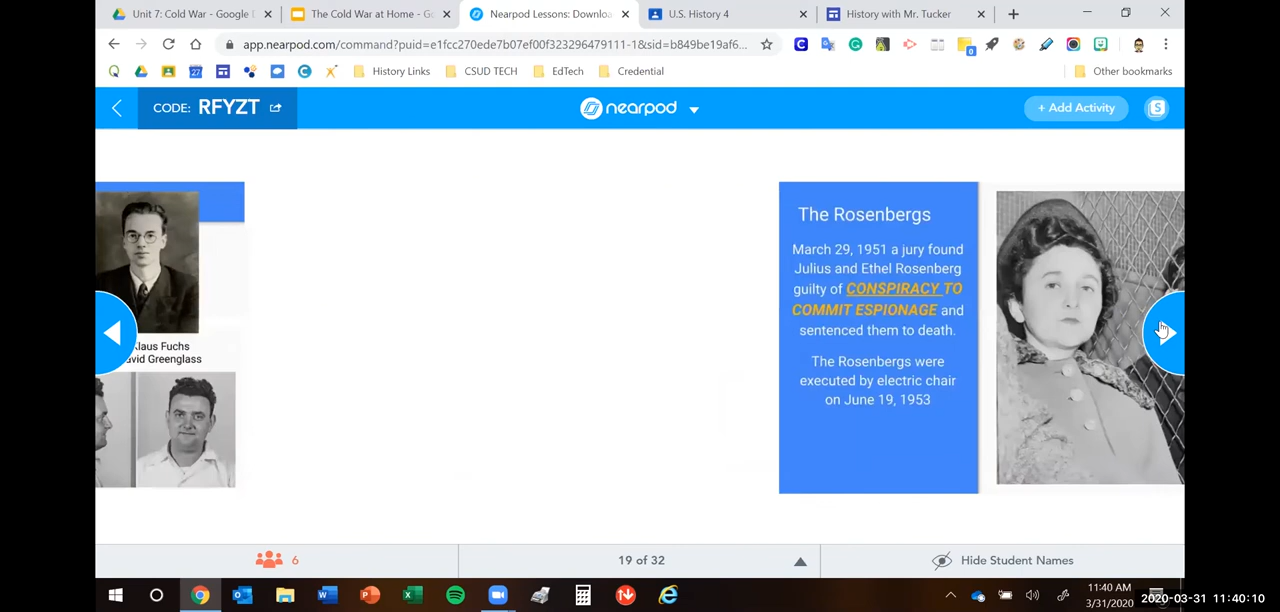 Unit 7: Cold War - Google
The Cold War at Home - Go
Nearpod Lessons: Downloa
U.S. History 4
History with Mr. Tucker
app.nearpod.com/command?puid=e1fcc270ede7b07ef00f323296479111-1&sid=b849be19af6...
History Links
CSUD TECH
EdTech
Credential
Other bookmarks
CODE: RFYZT
nearpod
+ Add Activity
The Rosenbergs
March 29, 1951 a jury found
Julius and Ethel Rosenberg
guilty of CONSPIRACY TO
COMMIT ESPIONAGE and
sentenced them to death.
The Rosenbergs were
executed by electric chair
on June 19, 1953
Klaus Fuchs
avid Greenglass
6
19 of 32
Hide Student Names
11:40 AM
3/31/2020
2020-03-31 11:40:10